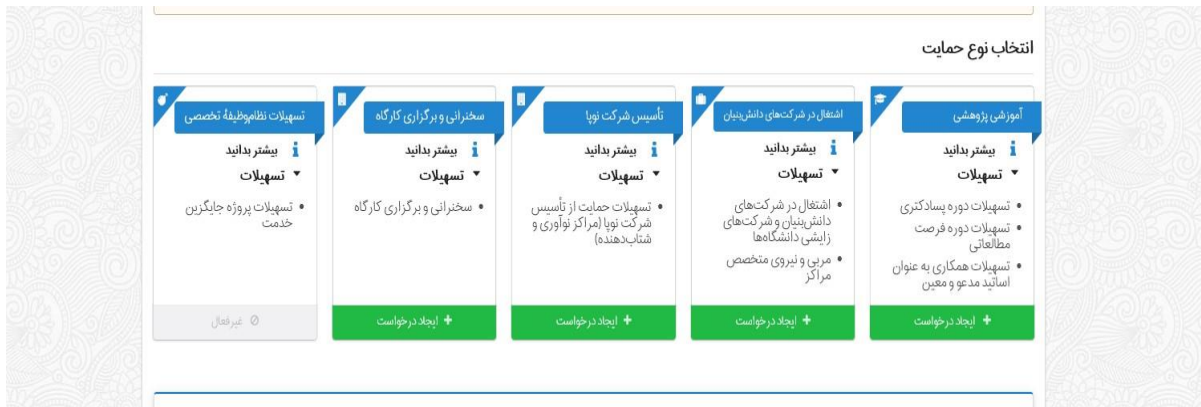 انتخاب نوع حمایت
آموزشی پژوهشی
بیشتر بدانید
تسهیلات
تسهیلات دوره پسادکتری
تسهیلات دوره فرصت
مطالعاتی
تسهیلات همکاری به عنوان
اساتید مدعو و معین
ایجاد درخواست
اشتغال در شرکت‌های دانش‌بنیان
بیشتر بدانید
تسهیلات
اشتغال در شرکت‌های
دانش‌بنیان و شرکت‌های
زایشی دانشگاه‌ها
مربی و نیروی متخصص
مراکز
ایجاد درخواست
تأسیس شرکت نوپا
بیشتر بدانید
تسهیلات
تسهیلات حمایت از تأسیس
شرکت نوپا (مراکز نوآوری و
شتاب‌دهنده)
ایجاد درخواست
سخنرانی و برگزاری کارگاه
بیشتر بدانید
تسهیلات
سخنرانی و برگزاری کارگاه
ایجاد درخواست
تسهیلات نظام‌وظیفهٔ تخصصی
بیشتر بدانید
تسهیلات
تسهیلات پروژه جایگزین
خدمت
غیرفعال